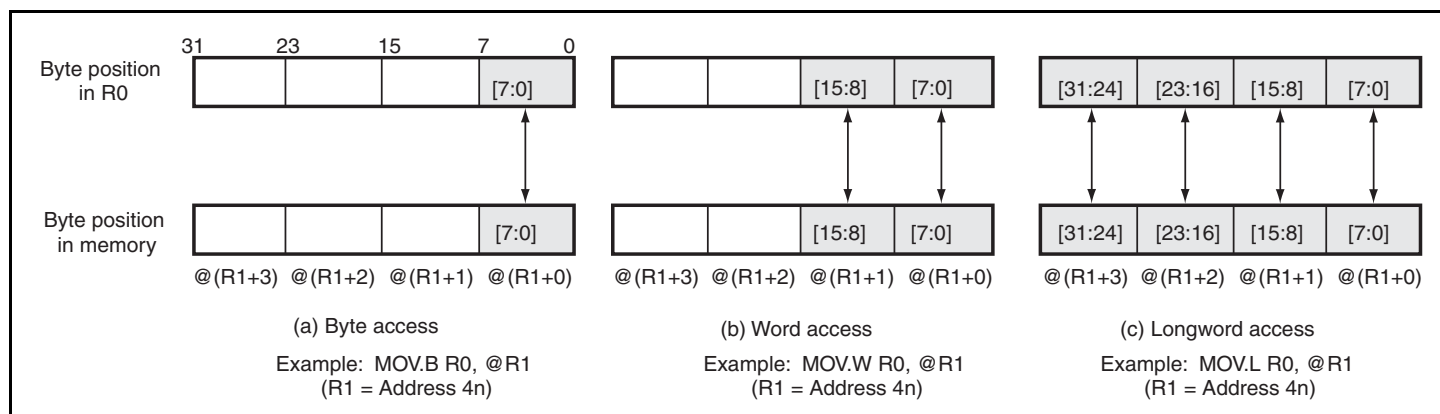 31 23 15 7 0
Byte position
in R0
[7:0] [15:8] [7:0] [31:24] [23:16] [15:8] [7:0]
Byte position
in memory
[7:0] [15:8] [7:0] [31:24] [23:16] [15:8] [7:0]
@(R1+3) @(R1+2) @(R1+1) @(R1+0) @(R1+3) @(R1+2) @(R1+1) @(R1+0) @(R1+3) @(R1+2) @(R1+1) @(R1+0)
(a) Byte access
Example: MOV.B R0, @R1
(R1 = Address 4n)
(b) Word access
Example: MOV.W R0, @R1
(R1 = Address 4n)
(c) Longword access
Example: MOV.L R0, @R1
(R1 = Address 4n)